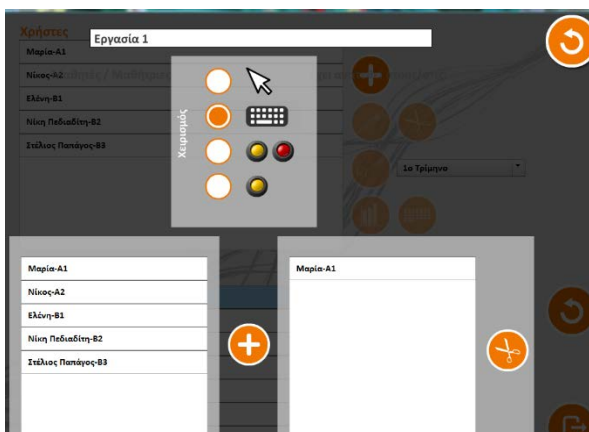 Χρήστες
Εργασία 1
Μαρία-Α1
Νίκος-Α2
Ελένη-Β1
Νίκη Πεδιαδίτη-Β2
Στέλιος Παπάγος-Β3
Χειρισμός
1ο Τρίμηνο
Μαρία-Α1
Νίκος-Α2
Ελένη-Β1
Νίκη Πεδιαδίτη-Β2
Στέλιος Παπάγος-Β3
Μαρία-Α1